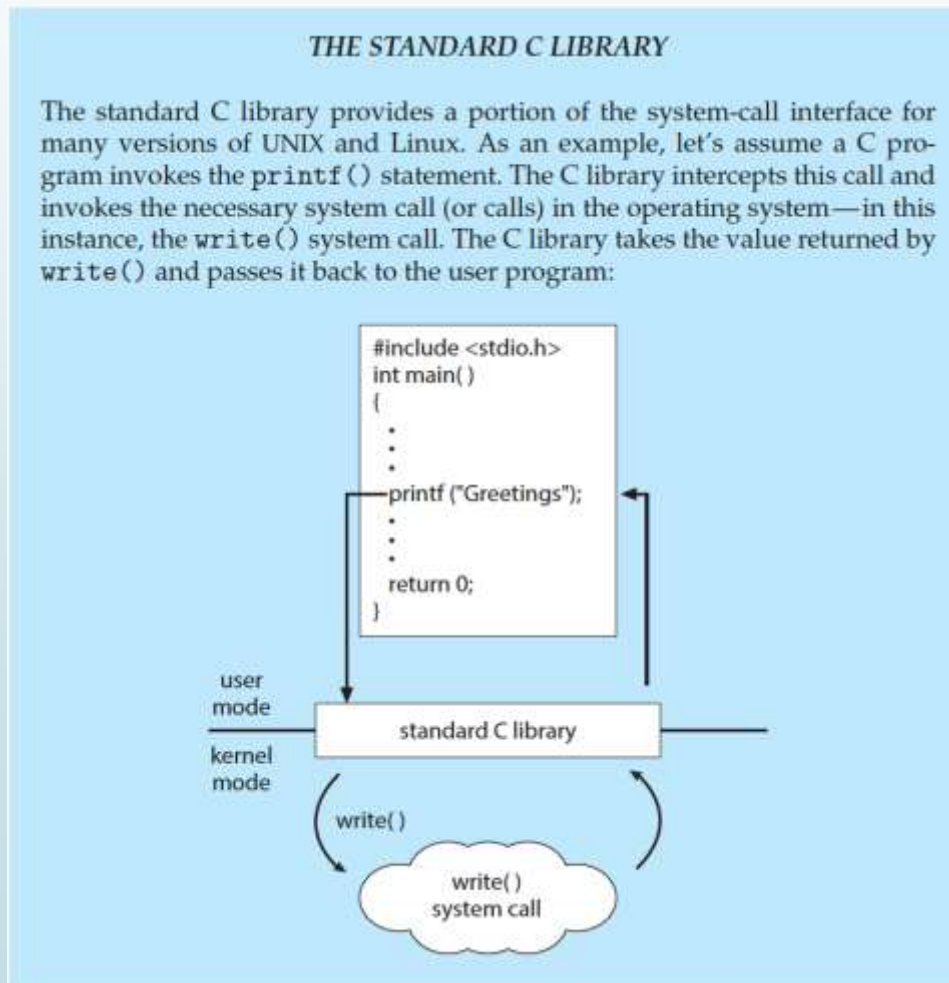 THE STANDARD C LIBRARY
The standard C library provides a portion of the system-call interface for
many versions of UNIX and Linux. As an example, let's assume a C pro-
gram invokes the printf() statement. The C library intercepts this call and
invokes the necessary system call (or calls) in the operating system—in this
instance, the write() system call. The C library takes the value returned by
write() and passes it back to the user program:
#include <stdio.h>
int main( )
{
•
•
•
printf ("Greetings");
•
•
•
return 0;
}
user
mode
standard C library
kernel
mode
write( )
write( )
system call